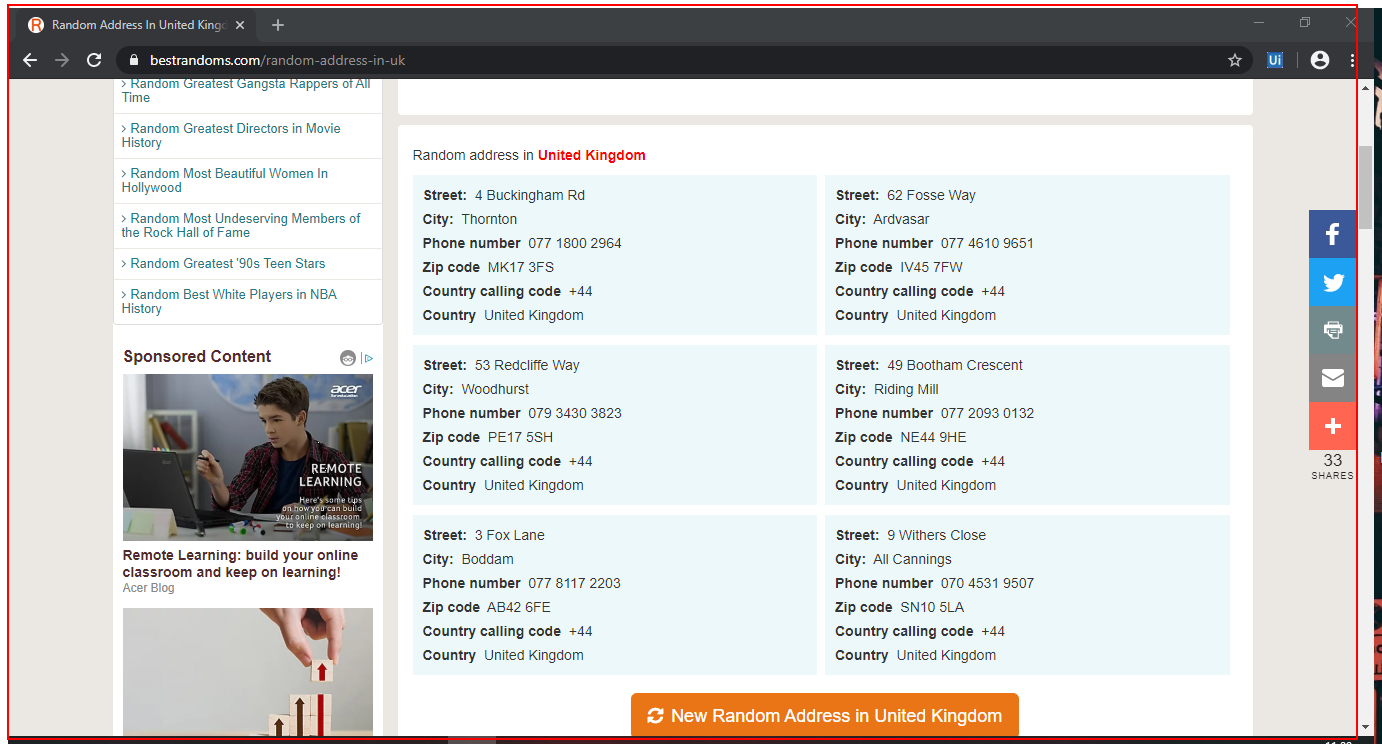 Random Address In United Kingd
bestrandoms.com/random-address-in-uk
Ui
> Random Greatest Gangsta Rappers of All
Time
> Random Greatest Directors in Movie
History
> Random Most Beautiful Women In
Hollywood
> Random Most Undeserving Members of
the Rock Hall of Fame
> Random Greatest '90s Teen Stars
> Random Best White Players in NBA
History
Sponsored Content
acer
REMOTE
LEARNING
Here's some tips
on how you can build
your online classroom
to keep on learning!
Remote Learning: build your online
classroom and keep on learning!
Acer Blog
Random address in United Kingdom
Street: 4 Buckingham Rd
City: Thornton
Phone number 077 1800 2964
Zip code MK17 3FS
Country calling code +44
Country United Kingdom
Street: 62 Fosse Way
City: Ardvasar
Phone number 077 4610 9651
Zip code IV45 7FW
Country calling code +44
Country United Kingdom
Street: 53 Redcliffe Way
City: Woodhurst
Phone number 079 3430 3823
Zip code PE17 5SH
Country calling code +44
Country United Kingdom
Street: 49 Bootham Crescent
City: Riding Mill
Phone number 077 2093 0132
Zip code NE44 9HE
Country calling code +44
Country United Kingdom
Street: 3 Fox Lane
City: Boddam
Phone number 077 8117 2203
Zip code AB42 6FE
Country calling code +44
Country United Kingdom
Street: 9 Withers Close
City: All Cannings
Phone number 070 4531 9507
Zip code SN10 5LA
Country calling code +44
Country United Kingdom
New Random Address in United Kingdom
33
SHARES